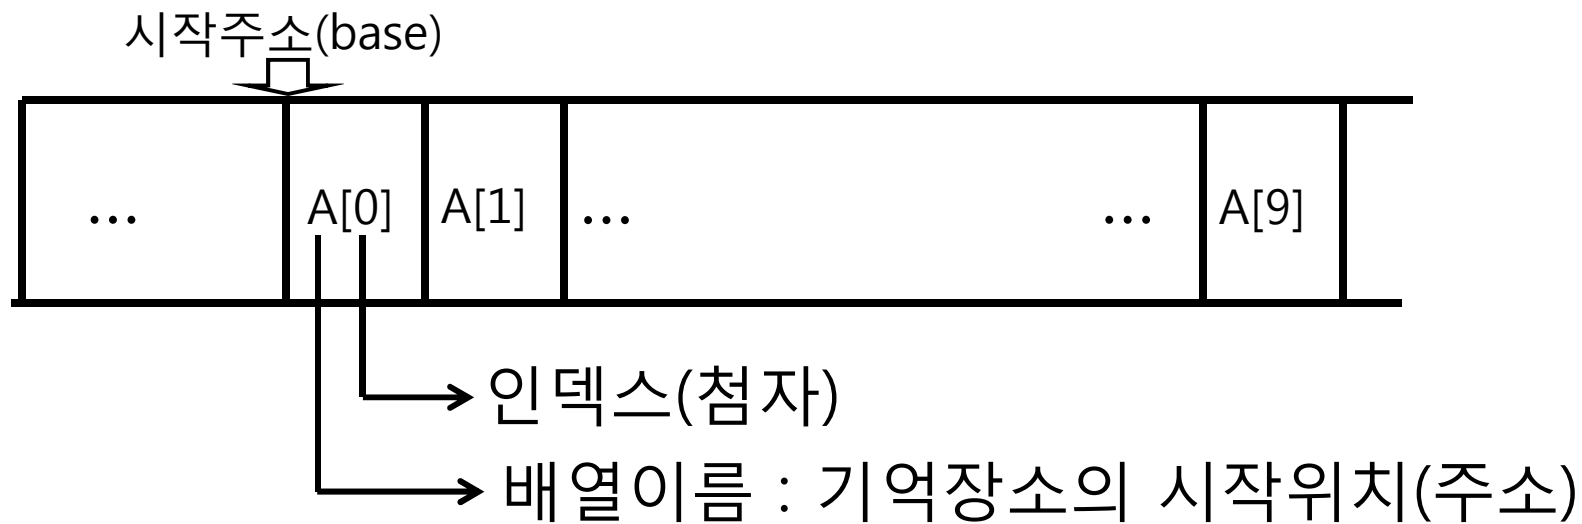 시작주소(base)
... A[0] A[1] ... ... A[9]
인덱스(첨자)
배열이름 : 기억장소의 시작위치(주소)